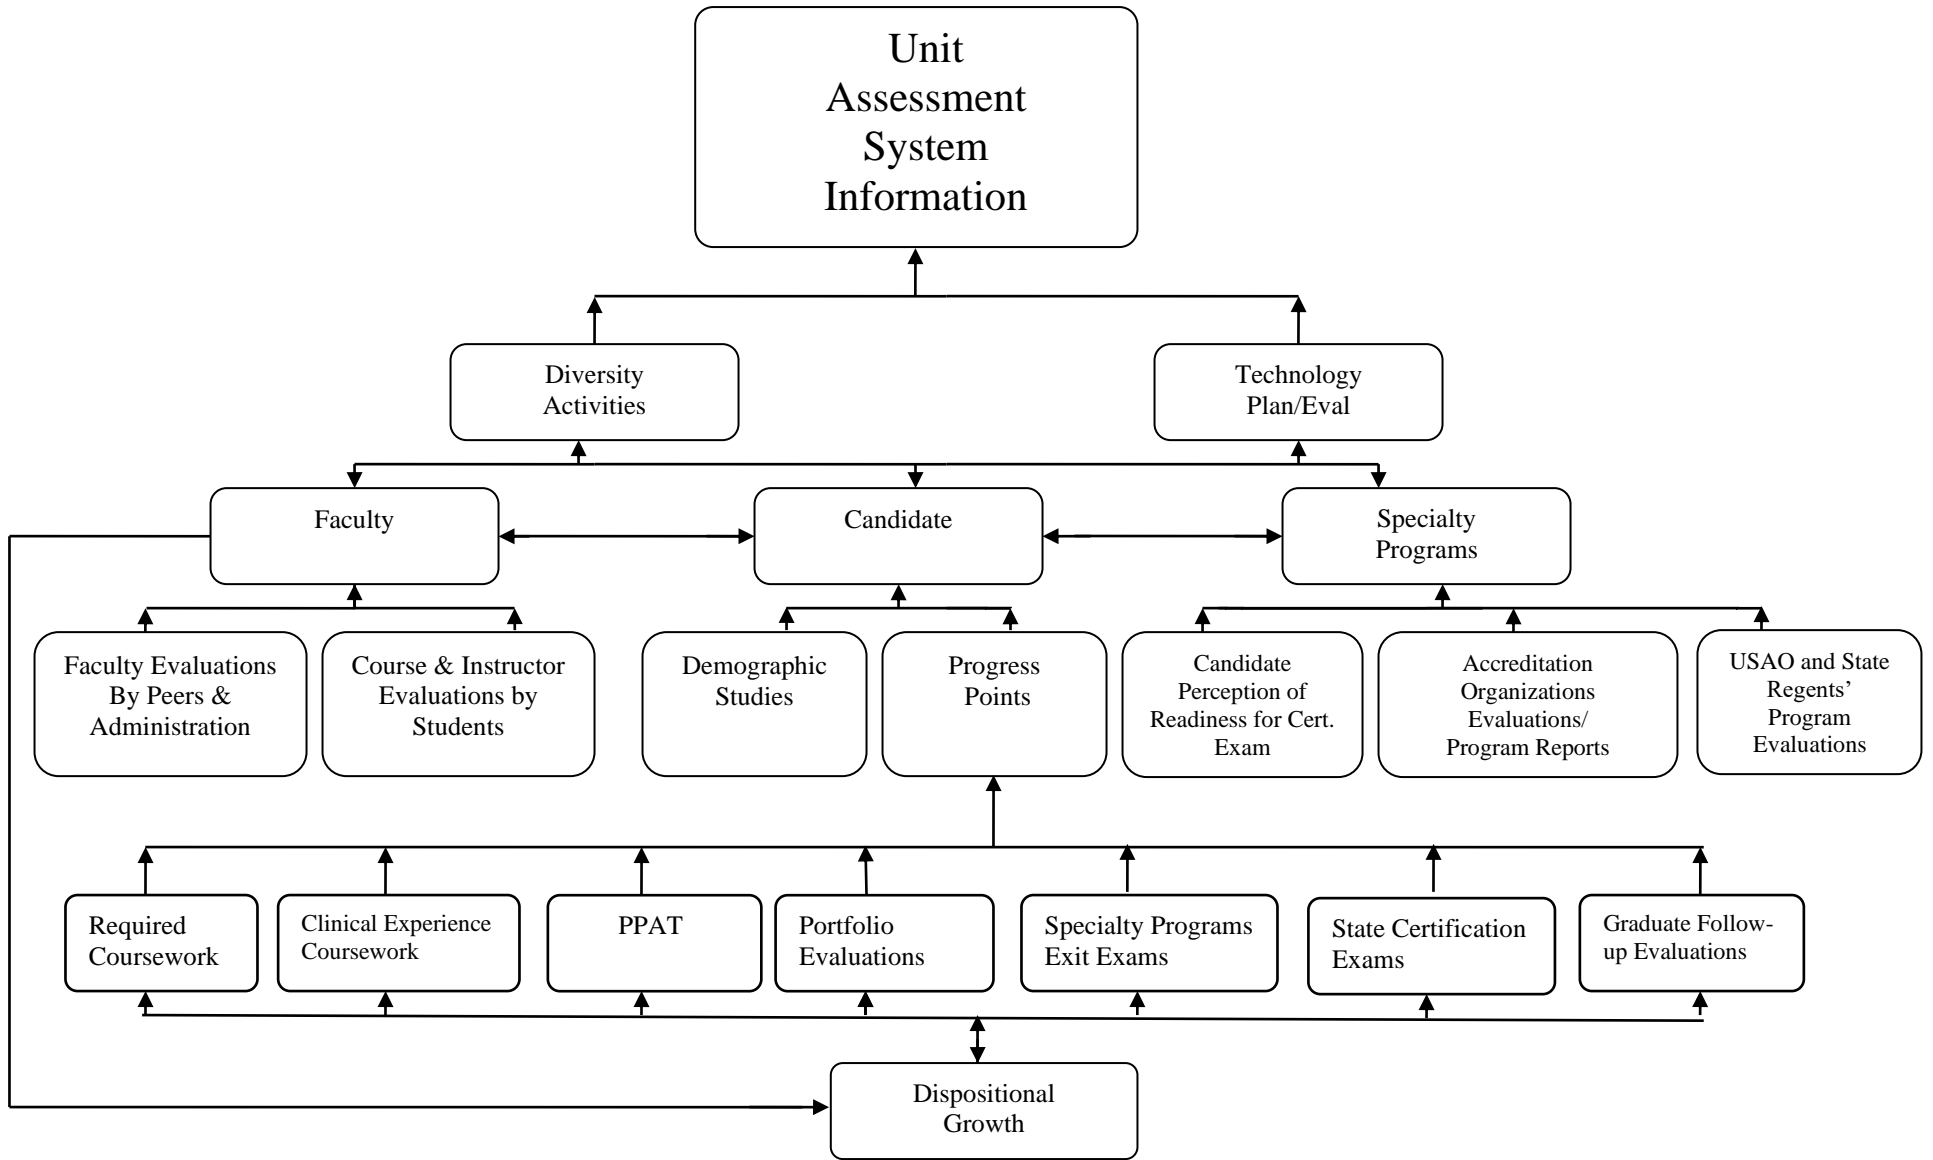 Unit
Assessment
System
Information
Diversity
Activities
Technology
Plan/Eval
Faculty
Candidate
Specialty
Programs
Faculty Evaluations
By Peers &
Administration
Course & Instructor
Evaluations by
Students
Demographic
Studies
Progress
Points
Candidate
Perception of
Readiness for Cert.
Exam
Accreditation
Organizations
Evaluations/
Program Reports
USAO and State
Regents’
Program
Evaluations
Required
Coursework
Clinical Experience
Coursework
PPAT
Portfolio
Evaluations
Specialty Programs
Exit Exams
State Certification
Exams
Graduate Follow-
up Evaluations
Dispositional
Growth